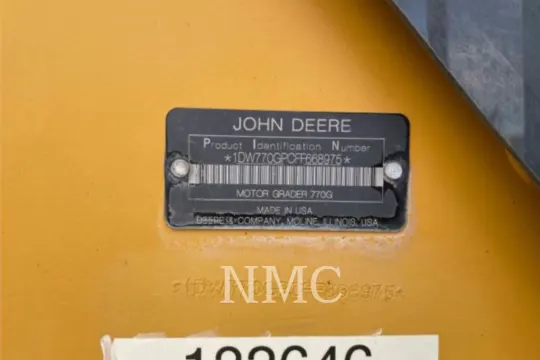 JOHN DEERE
Product Identification Number
P I N
*1DW770GPCFF668975*
MOTOR GRADER 770G
MADE IN USA
DEERE & COMPANY, MOLINE, ILLINOIS, USA
NMC